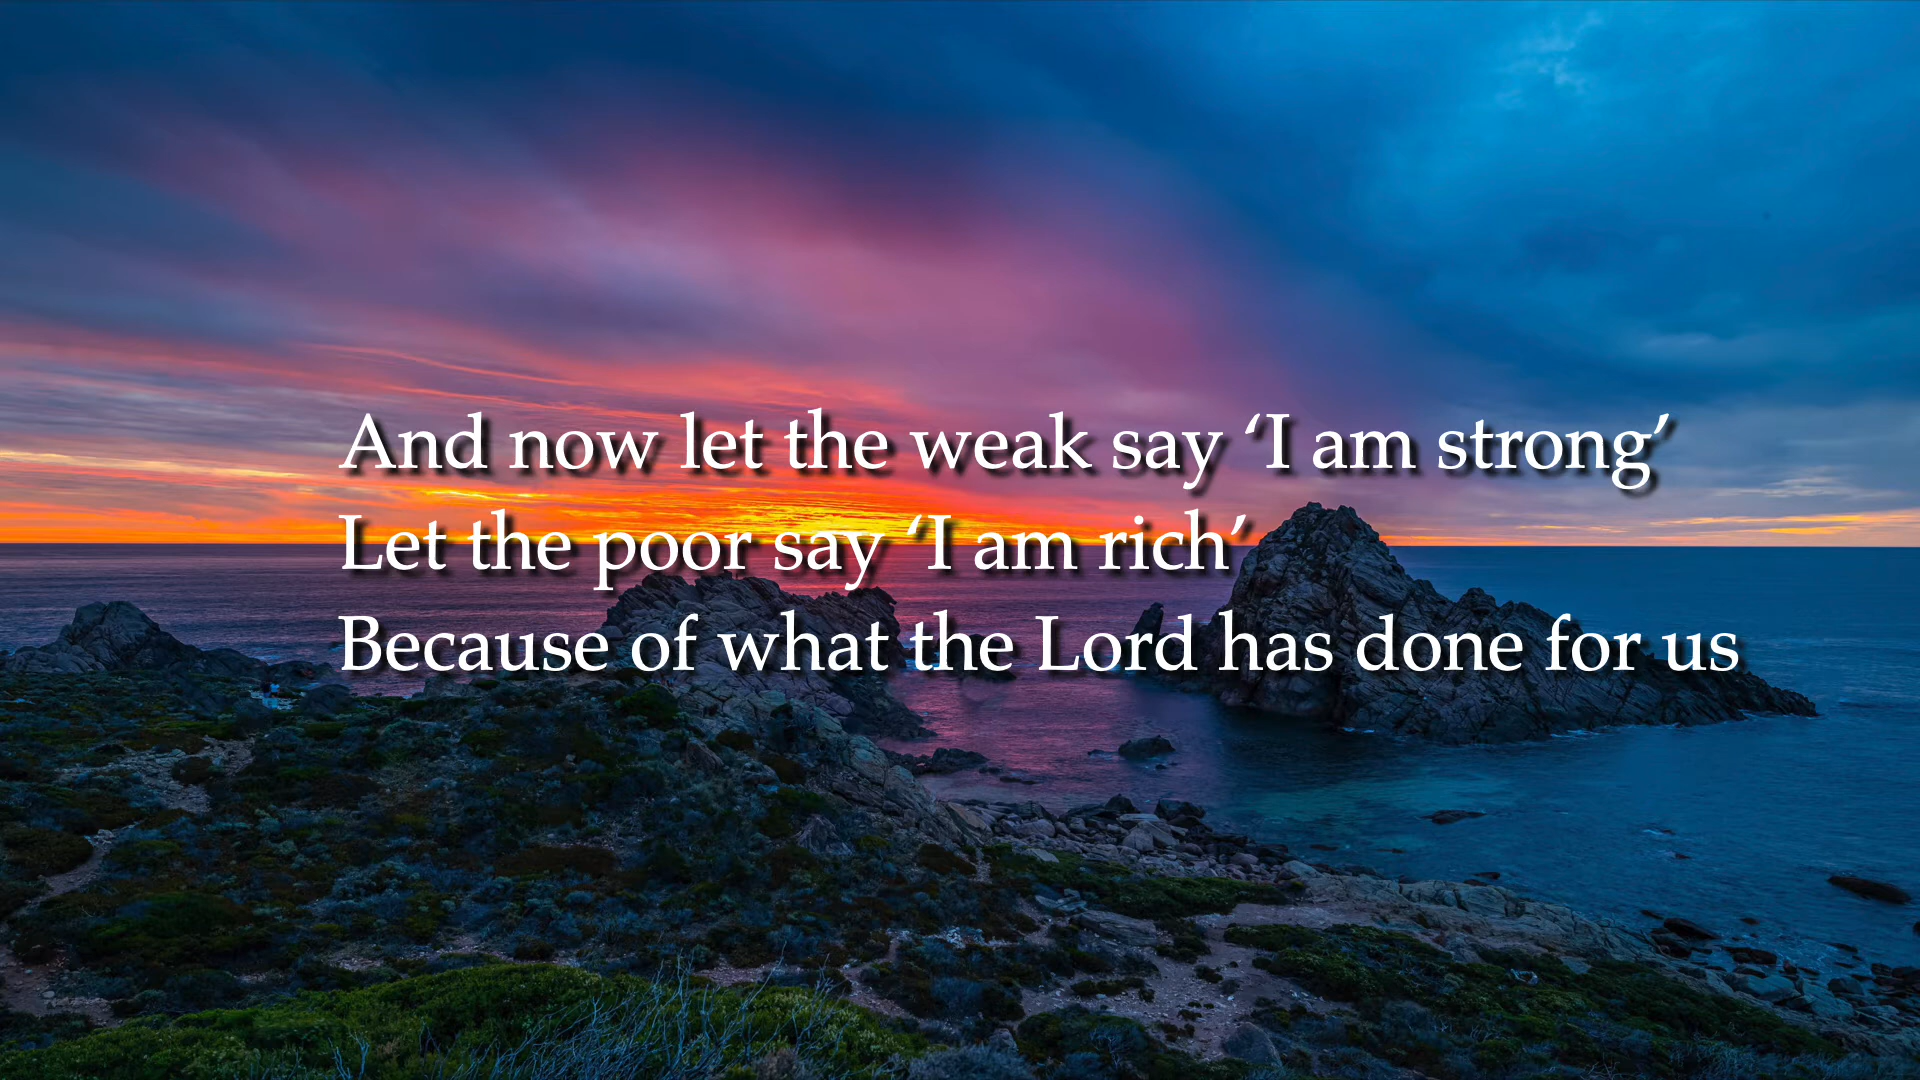 And now let the weak say ‘I am strong’
Let the poor say ‘I am rich’
Because of what the Lord has done for us